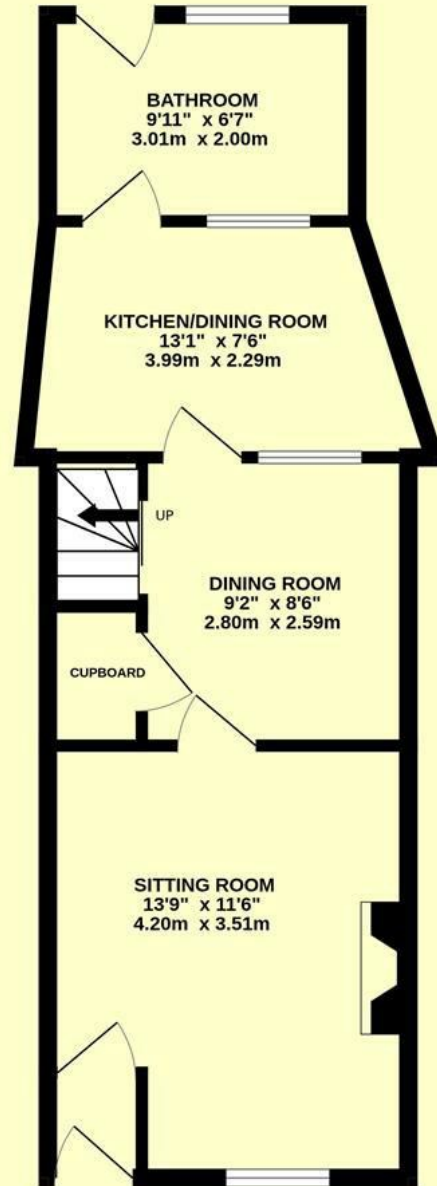 BATHROOM
9'11" x 6'7"
3.01m x 2.00m
KITCHEN/DINING ROOM
13'1" x 7'6"
3.99m x 2.29m
UP
DINING ROOM
9'2" x 8'6"
2.80m x 2.59m
CUPBOARD
SITTING ROOM
13'9" x 11'6"
4.20m x 3.51m